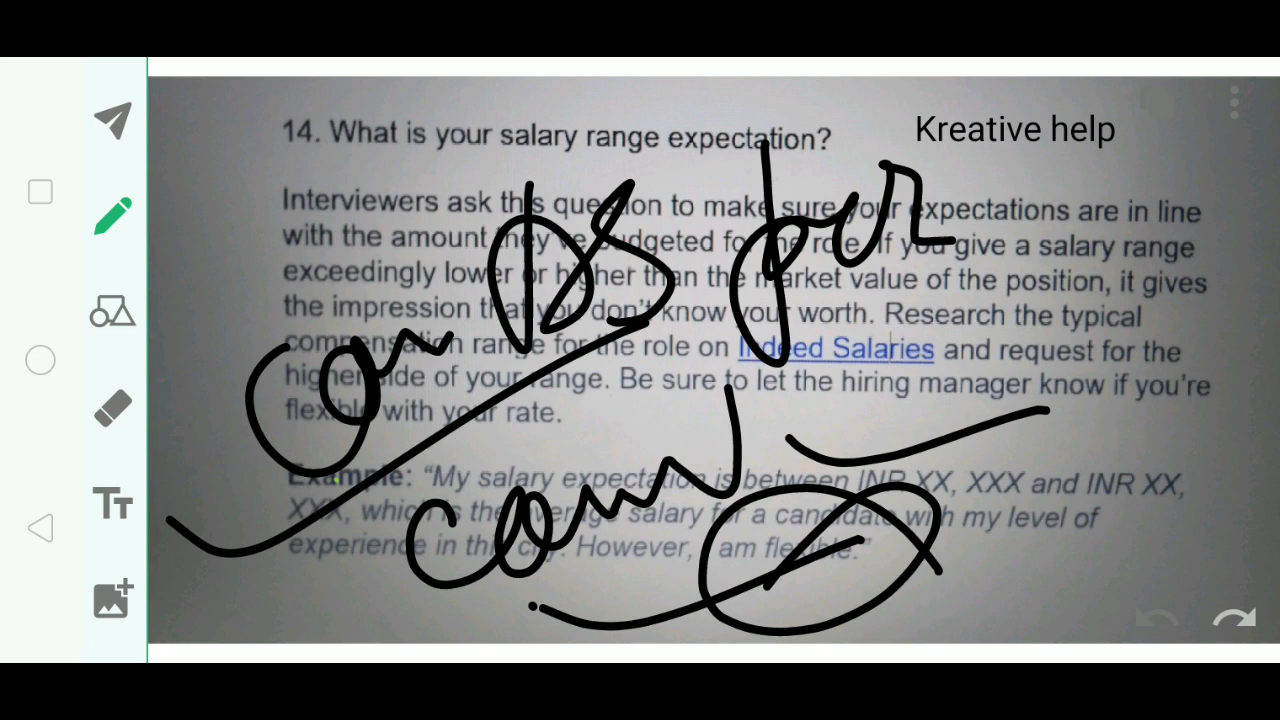 14. What is your salary range expectation?
Kreative help
Interviewers ask this question to make sure your expectations are in line
with the amount they've budgeted for the role. If you give a salary range
exceedingly lower or higher than the market value of the position, it gives
the impression that you don't know your worth. Research the typical
compensation range for the role on Indeed Salaries and request for the
higher side of your range. Be sure to let the hiring manager know if you're
flexible with your rate.
Example: “My salary expectation is between INR XX, XXX and INR XX,
XXX, which is the average salary for a candidate with my level of
experience in this city. However, I am flexible.”
As per
Can
TT